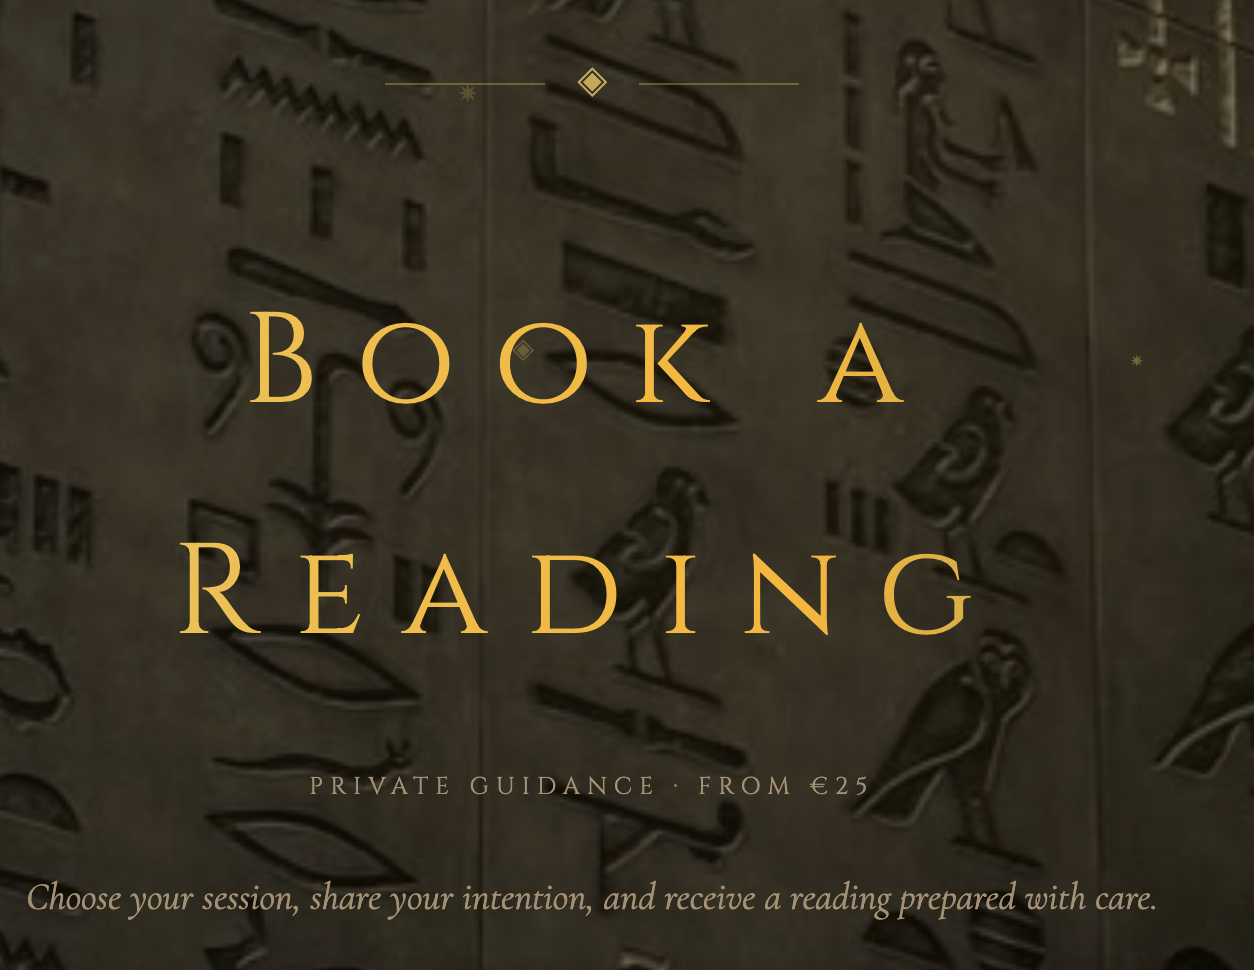 Book a
Reading
PRIVATE GUIDANCE · FROM €25
Choose your session, share your intention, and receive a reading prepared with care.